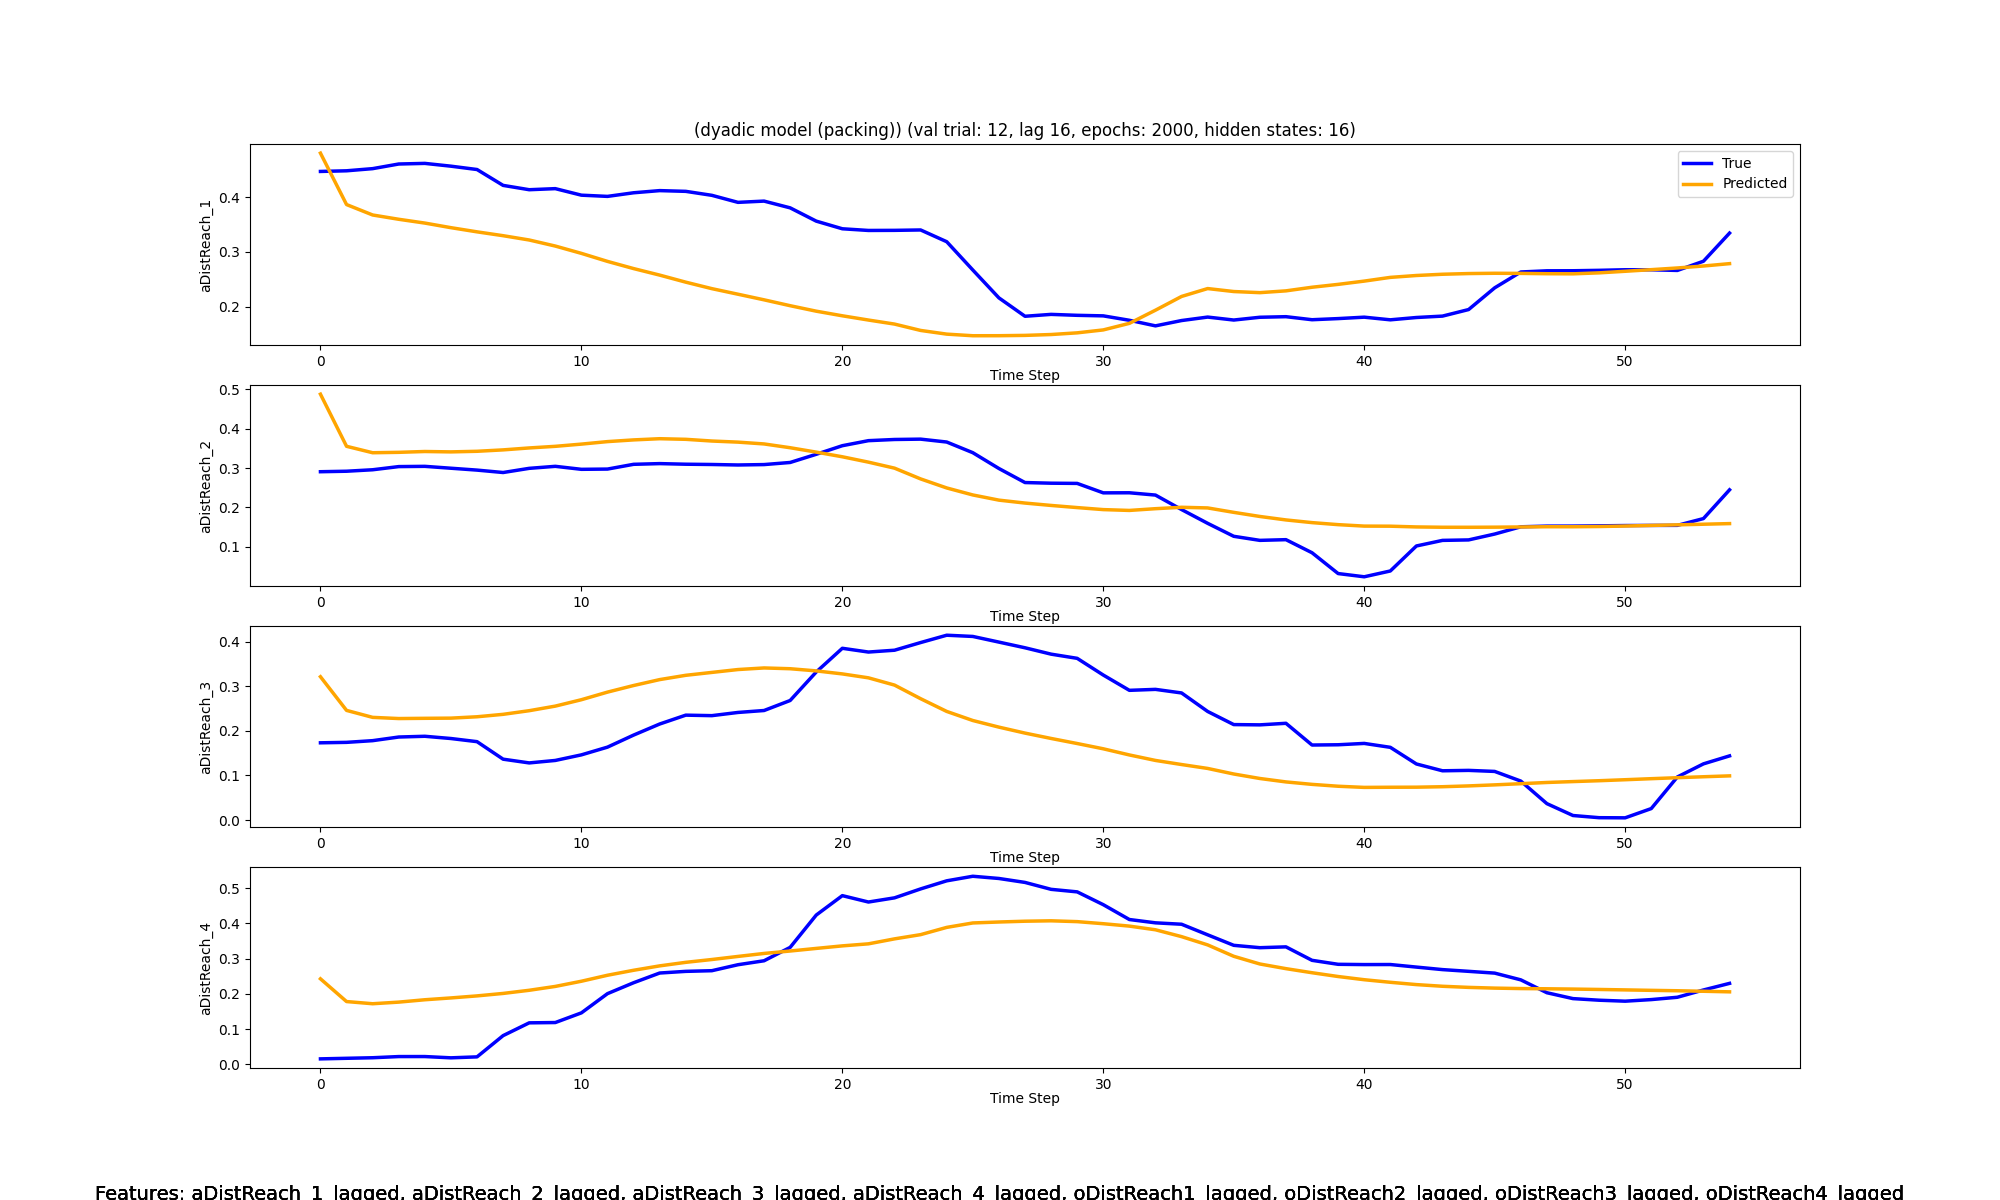 (dyadic model (packing)) (val trial: 12, lag 16, epochs: 2000, hidden states: 16)
True
Predicted
aDistReach_1
0.4
0.3
0.2
0 10 20 30 40 50
Time Step
aDistReach_2
0.5
0.4
0.3
0.2
0.1
0 10 20 30 40 50
Time Step
aDistReach_3
0.4
0.3
0.2
0.1
0.0
0 10 20 30 40 50
Time Step
aDistReach_4
0.5
0.4
0.3
0.2
0.1
0.0
0 10 20 30 40 50
Time Step
Features: aDistReach_1_lagged, aDistReach_2_lagged, aDistReach_3_lagged, aDistReach_4_lagged, oDistReach1_lagged, oDistReach2_lagged, oDistReach3_lagged, oDistReach4_lagged